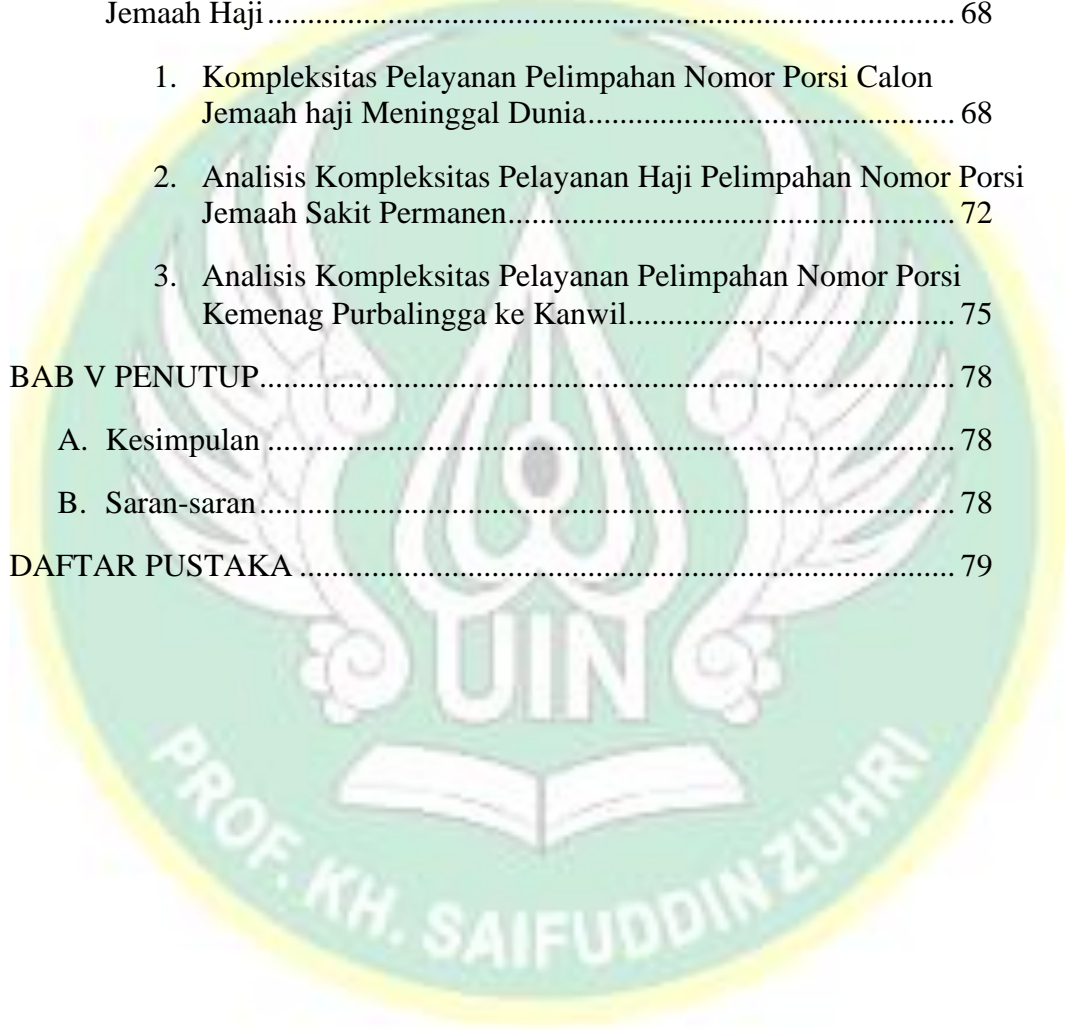 Jemaah Haji.......................................................................................... 68
1. Kompleksitas Pelayanan Pelimpahan Nomor Porsi Calon
Jemaah haji Meninggal Dunia................................................ 68
2. Analisis Kompleksitas Pelayanan Haji Pelimpahan Nomor Porsi
Jemaah Sakit Permanen.......................................................... 72
3. Analisis Kompleksitas Pelayanan Pelimpahan Nomor Porsi
Kemenag Purbalingga ke Kanwil........................................... 75
BAB V PENUTUP........................................................................................... 78
A. Kesimpulan .......................................................................................... 78
B. Saran-saran........................................................................................... 78
DAFTAR PUSTAKA ...................................................................................... 79
UIN
PROF. KH. SAIFUDDIN ZUHRI